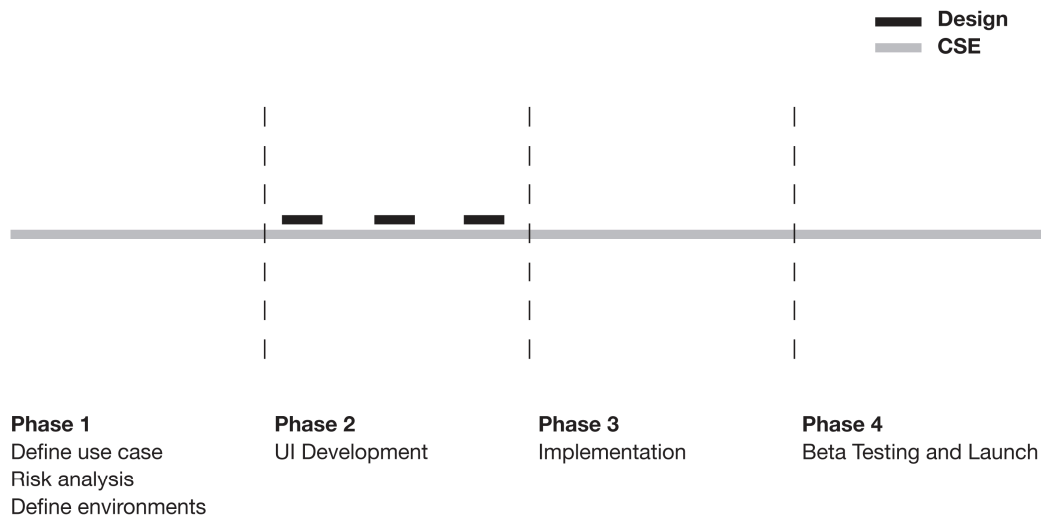 Design
CSE
Phase 1
Define use case
Risk analysis
Define environments
Phase 2
UI Development
Phase 3
Implementation
Phase 4
Beta Testing and Launch